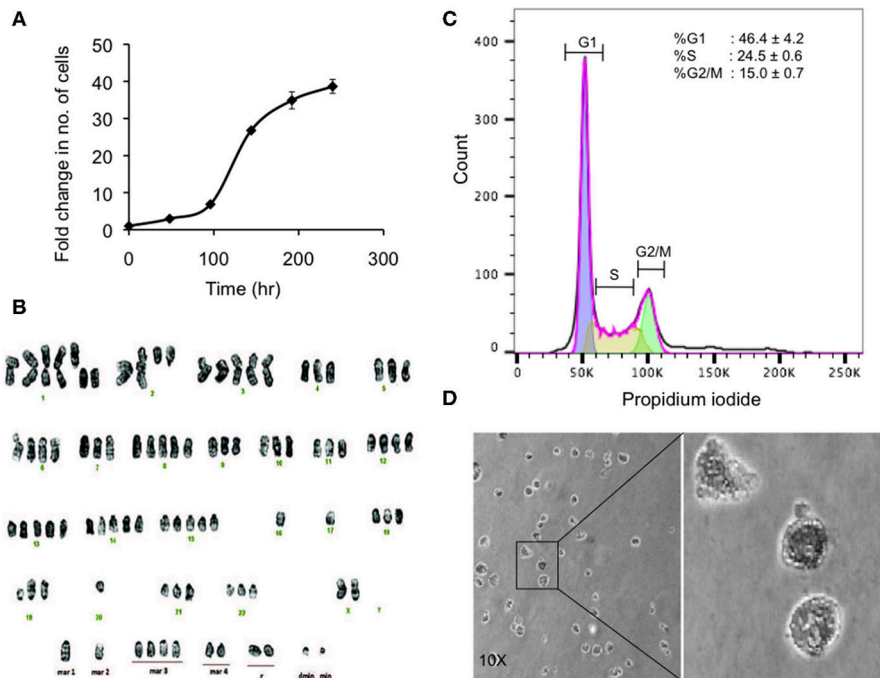 A
Fold change in no. of cells
50
40
30
20
10
0
0 100 200 300
Time (hr)
B
1 2 3 4 5
6 7 8 9 10 11 12
13 14 15 16 17 18
19 20 21 22 X Y
mar 1 mar 2 mar 3 mar 4 r dmin min
C
Count
400
300
200
100
0
G1
S
G2/M
%G1 : 46.4 ± 4.2
%S : 24.5 ± 0.6
%G2/M : 15.0 ± 0.7
0 50K 100K 150K 200K 250K
Propidium iodide
D
10X